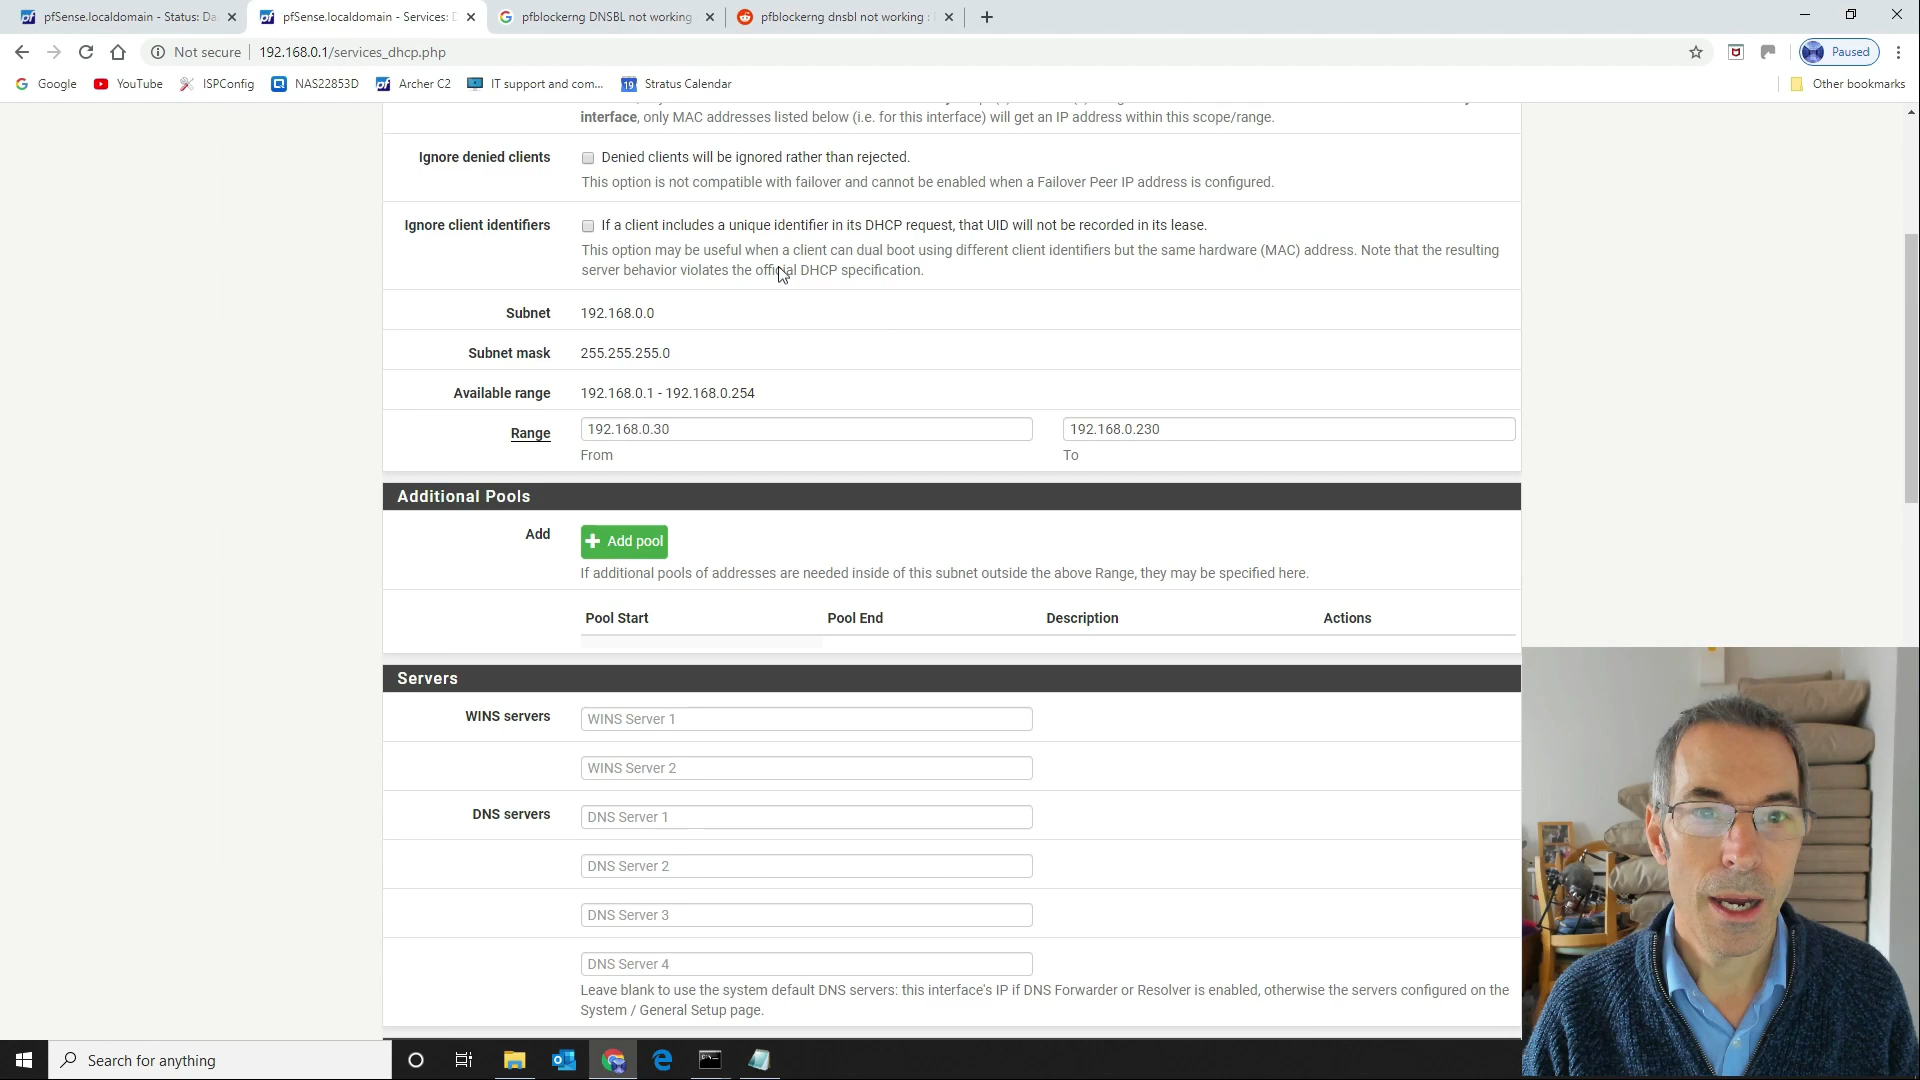 pfSense.localdomain - Status: Da
pfSense.localdomain - Services: D
pfblockerng DNSBL not working
pfblockerng dnsbl not working :
Not secure
192.168.0.1/services_dhcp.php
Paused
Google
YouTube
ISPConfig
NAS22853D
Archer C2
IT support and com...
19
Stratus Calendar
Other bookmarks
interface, only MAC addresses listed below (i.e. for this interface) will get an IP address within this scope/range.
Ignore denied clients
Denied clients will be ignored rather than rejected.
This option is not compatible with failover and cannot be enabled when a Failover Peer IP address is configured.
Ignore client identifiers
If a client includes a unique identifier in its DHCP request, that UID will not be recorded in its lease.
This option may be useful when a client can dual boot using different client identifiers but the same hardware (MAC) address. Note that the resulting
server behavior violates the official DHCP specification.
Subnet
192.168.0.0
Subnet mask
255.255.255.0
Available range
192.168.0.1 - 192.168.0.254
Range
192.168.0.30
192.168.0.230
From
To
Additional Pools
Add
Add pool
If additional pools of addresses are needed inside of this subnet outside the above Range, they may be specified here.
Pool Start
Pool End
Description
Actions
Servers
WINS servers
WINS Server 1
WINS Server 2
DNS servers
DNS Server 1
DNS Server 2
DNS Server 3
DNS Server 4
Leave blank to use the system default DNS servers: this interface's IP if DNS Forwarder or Resolver is enabled, otherwise the servers configured on the
System / General Setup page.
Search for anything